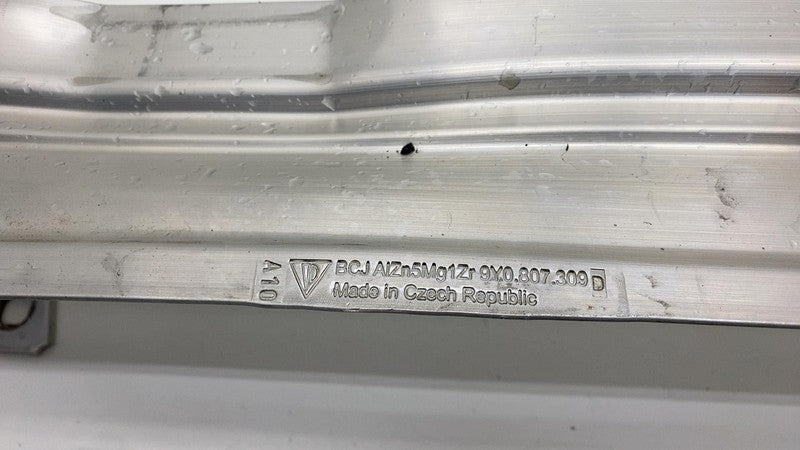 A10
BCJ AlZn5Mg1Zr 9Y0.807.309 D
Made in Czech Republic